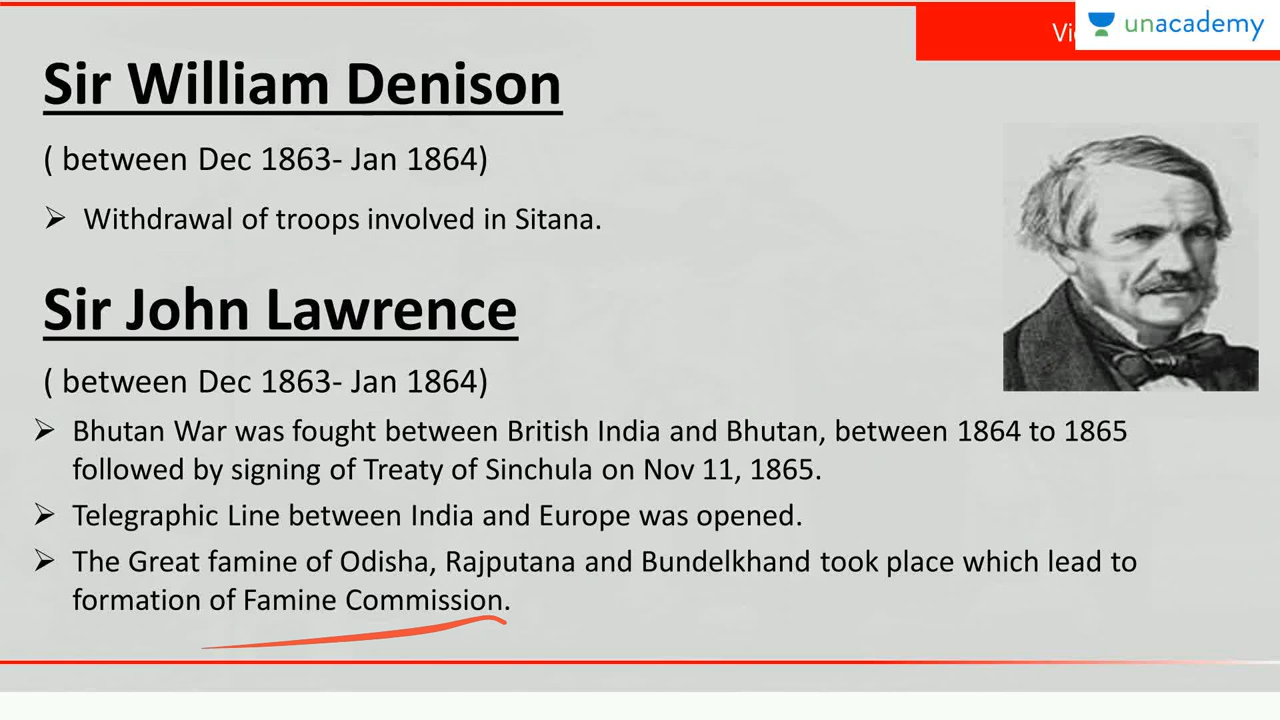 unacademy
Sir William Denison
( between Dec 1863- Jan 1864)
➢ Withdrawal of troops involved in Sitana.
Sir John Lawrence
( between Dec 1863- Jan 1864)
➢ Bhutan War was fought between British India and Bhutan, between 1864 to 1865
followed by signing of Treaty of Sinchula on Nov 11, 1865.
➢ Telegraphic Line between India and Europe was opened.
➢ The Great famine of Odisha, Rajputana and Bundelkhand took place which lead to
formation of Famine Commission.